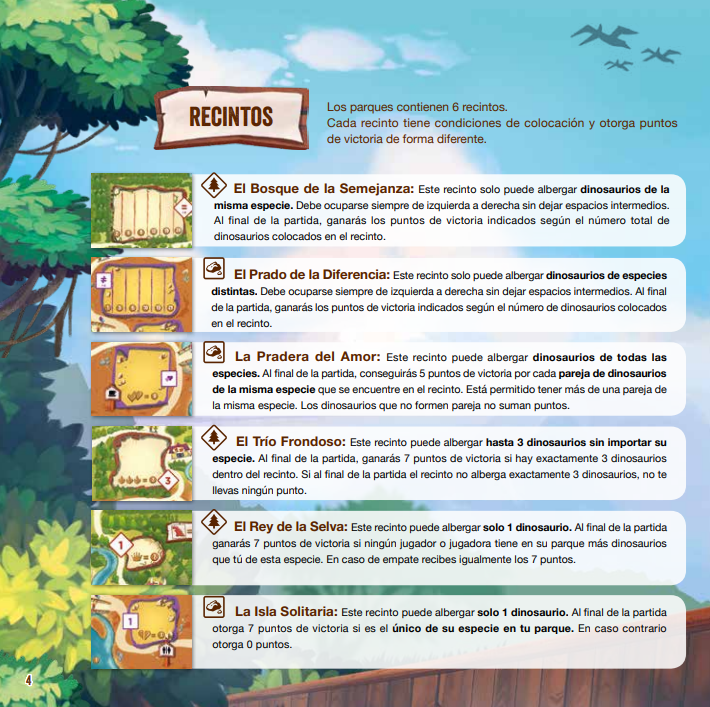 RECINTOS
Los parques contienen 6 recintos.
Cada recinto tiene condiciones de colocación y otorga puntos
de victoria de forma diferente.
El Bosque de la Semejanza: Este recinto solo puede albergar dinosaurios de la
misma especie. Debe ocuparse siempre de izquierda a derecha sin dejar espacios intermedios.
Al final de la partida, ganarás los puntos de victoria indicados según el número total de
dinosaurios colocados en el recinto.
El Prado de la Diferencia: Este recinto solo puede albergar dinosaurios de especies
distintas. Debe ocuparse siempre de izquierda a derecha sin dejar espacios intermedios. Al final
de la partida, ganarás los puntos de victoria indicados según el número de dinosaurios colocados
en el recinto.
La Pradera del Amor: Este recinto puede albergar dinosaurios de todas las
especies. Al final de la partida, conseguirás 5 puntos de victoria por cada pareja de dinosaurios
de la misma especie que se encuentre en el recinto. Está permitido tener más de una pareja de
la misma especie. Los dinosaurios que no formen pareja no suman puntos.
3
El Trío Frondoso: Este recinto puede albergar hasta 3 dinosaurios sin importar su
especie. Al final de la partida, ganarás 7 puntos de victoria si hay exactamente 3 dinosaurios
dentro del recinto. Si al final de la partida el recinto no alberga exactamente 3 dinosaurios, no te
llevas ningún punto.
1
El Rey de la Selva: Este recinto puede albergar solo 1 dinosaurio. Al final de la partida
ganarás 7 puntos de victoria si ningún jugador o jugadora tiene en su parque más dinosaurios
que tú de esta especie. En caso de empate recibes igualmente los 7 puntos.
1
La Isla Solitaria: Este recinto puede albergar solo 1 dinosaurio. Al final de la partida
otorga 7 puntos de victoria si es el único de su especie en tu parque. En caso contrario
otorga 0 puntos.
4